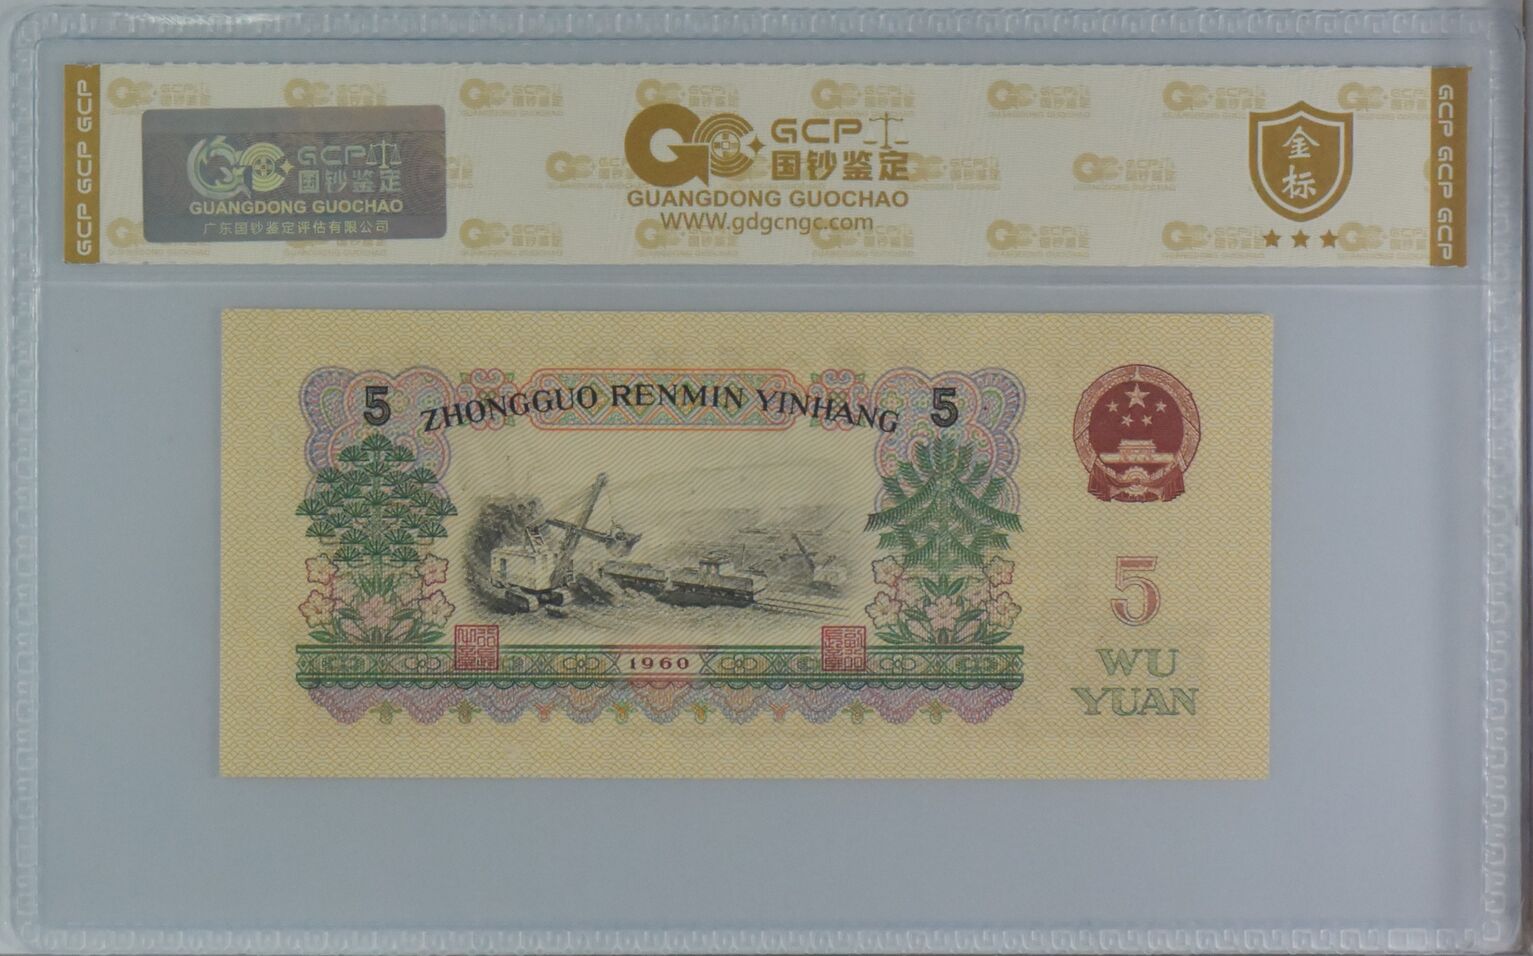 GCP GCP GCP
GCP
国钞鉴定
GUANGDONG GUOCHAO
广东国钞鉴定评估有限公司
GCP
国钞鉴定
GUANGDONG GUOCHAO
WWW.gdgcngc.com
金标
GCP GCP GCP
5 ZHONGGUO RENMIN YINHANG 5
1960
5
WU
YUAN